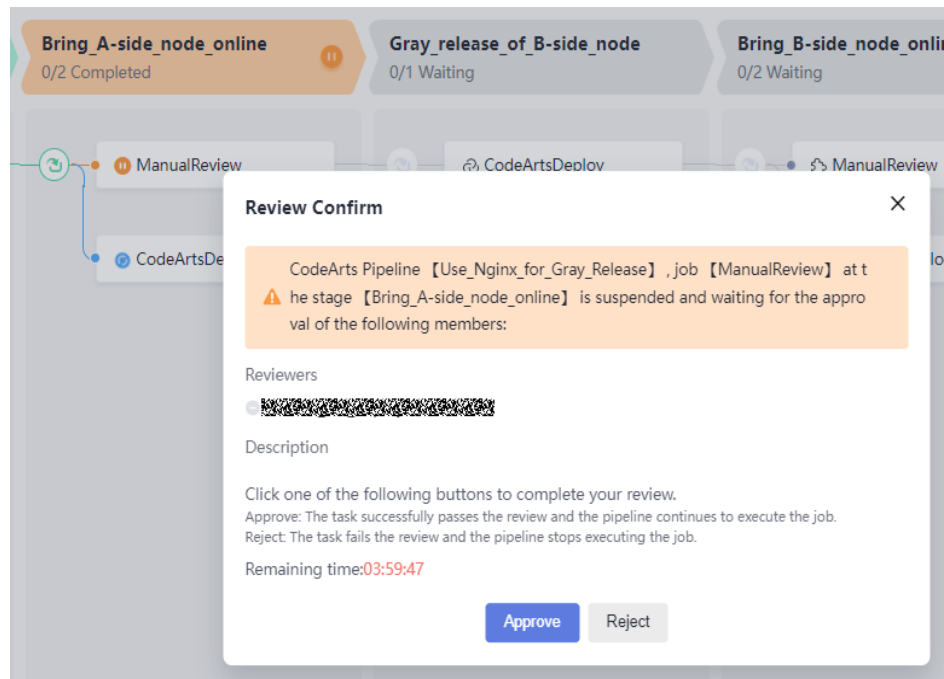 Bring_A-side_node_online
0/2 Completed
Gray_release_of_B-side_node
0/1 Waiting
Bring_B-side_node_onli
0/2 Waiting
ManualReview
CodeArtsDeploy
ManualReview
CodeArtsDe
lo
Review Confirm
CodeArts Pipeline 【Use_Nginx_for_Gray_Release】 , job 【ManualReview】 at t
he stage 【Bring_A-side_node_online】 is suspended and waiting for the appro
val of the following members:
Reviewers
Description
Click one of the following buttons to complete your review.
Approve: The task successfully passes the review and the pipeline continues to execute the job.
Reject: The task fails the review and the pipeline stops executing the job.
Remaining time:03:59:47
Approve
Reject